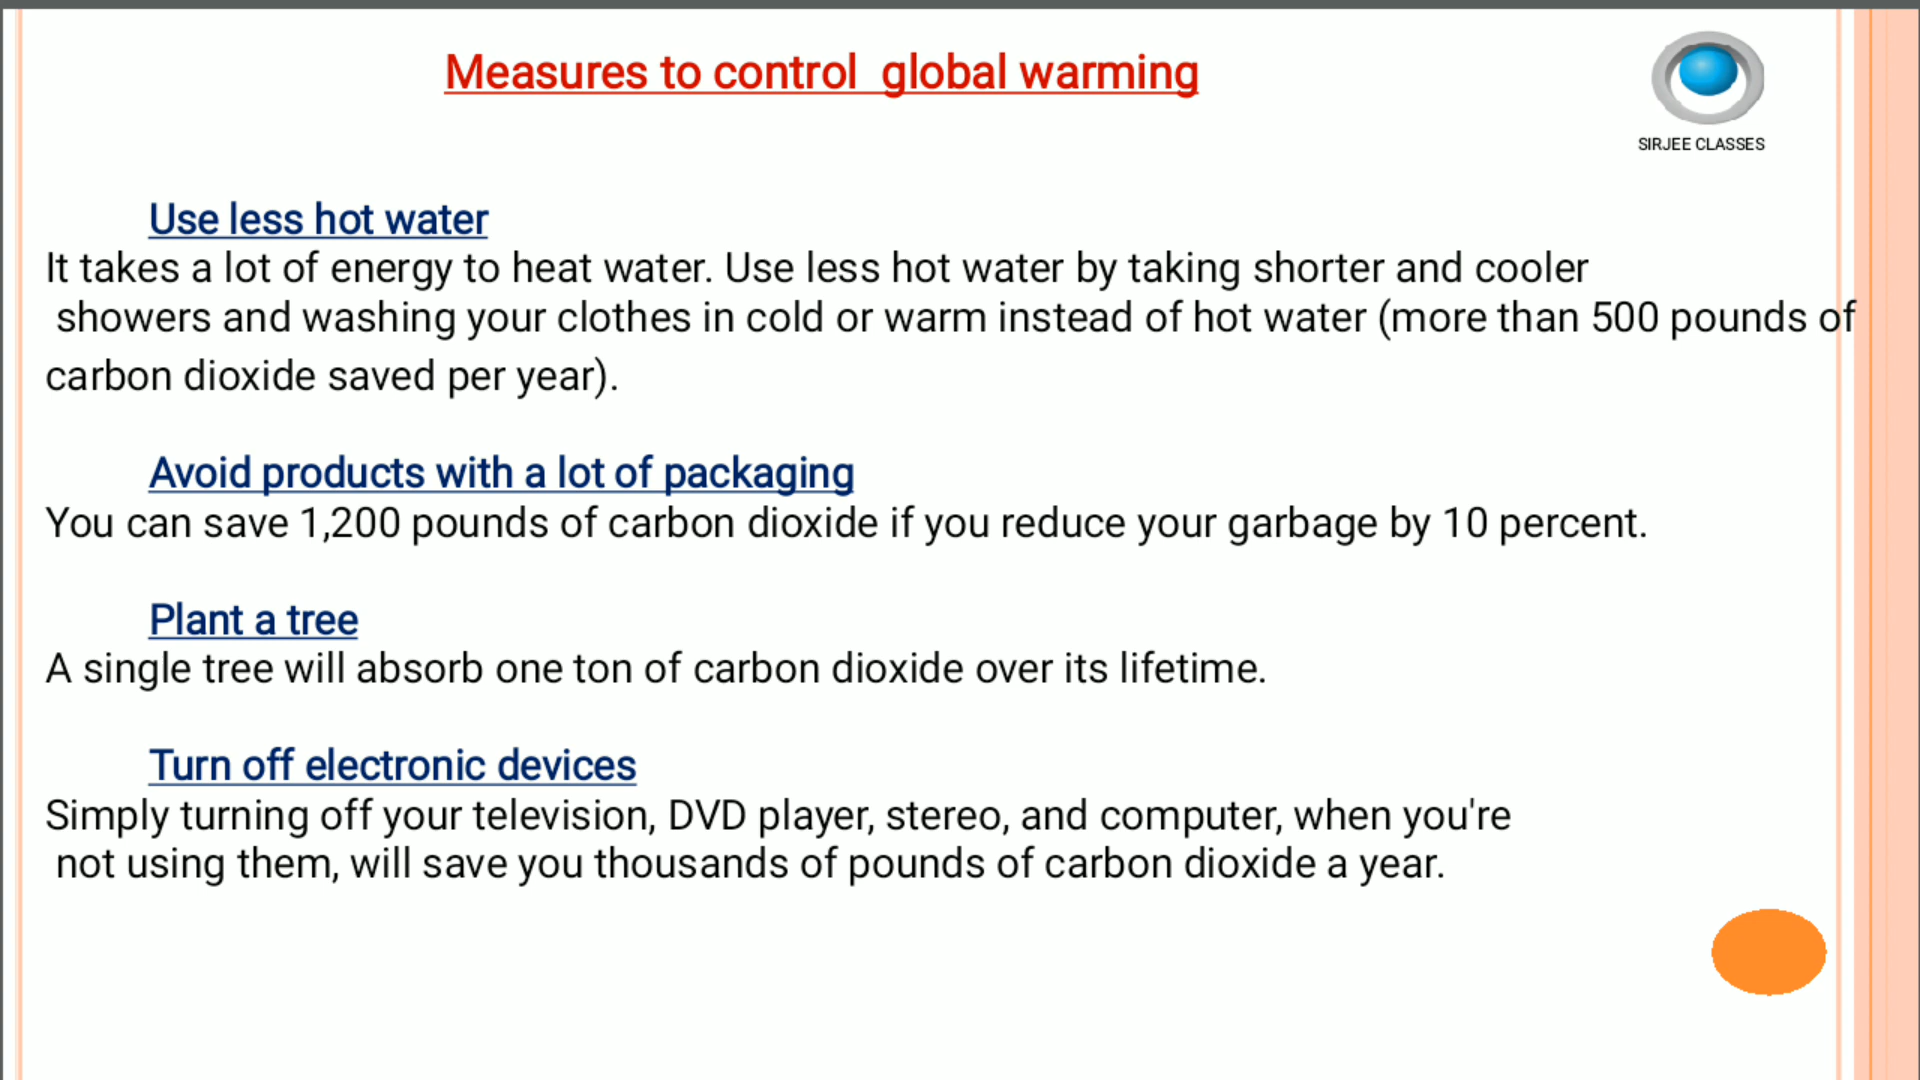 Measures to control  global warming
SIRJEE CLASSES
Use less hot water
It takes a lot of energy to heat water. Use less hot water by taking shorter and cooler
showers and washing your clothes in cold or warm instead of hot water (more than 500 pounds of
carbon dioxide saved per year).
Avoid products with a lot of packaging
You can save 1,200 pounds of carbon dioxide if you reduce your garbage by 10 percent.
Plant a tree
A single tree will absorb one ton of carbon dioxide over its lifetime.
Turn off electronic devices
Simply turning off your television, DVD player, stereo, and computer, when you're
not using them, will save you thousands of pounds of carbon dioxide a year.